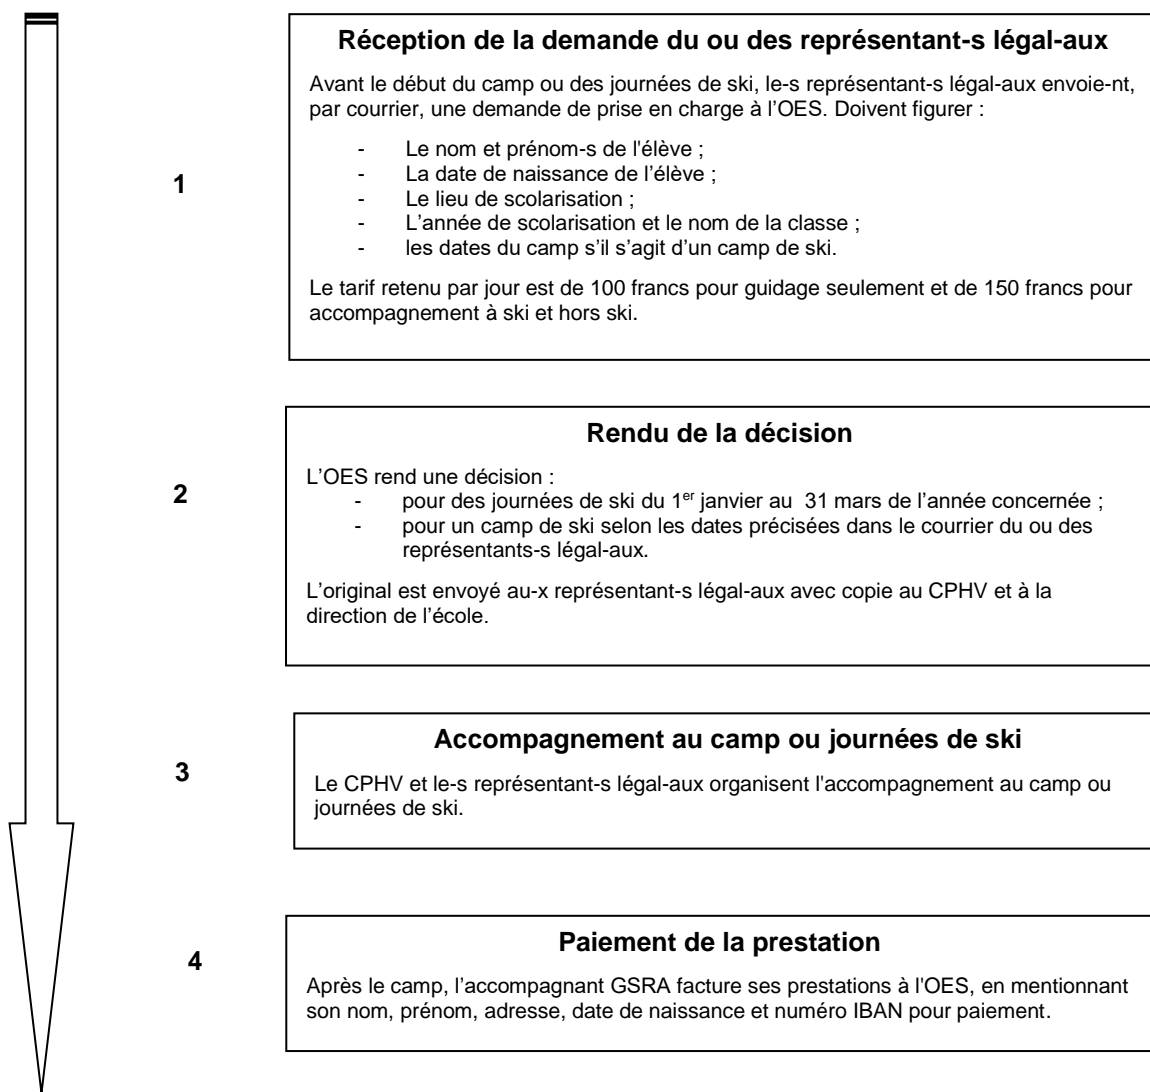 Réception de la demande du ou des représentant-s légal-aux
Avant le début du camp ou des journées de ski, le-s représentant-s légal-aux envoie-nt,
par courrier, une demande de prise en charge à l’OES. Doivent figurer :
- Le nom et prénom-s de l'élève ;
- La date de naissance de l’élève ;
1
- Le lieu de scolarisation ;
- L’année de scolarisation et le nom de la classe ;
- les dates du camp s’il s’agit d’un camp de ski.
Le tarif retenu par jour est de 100 francs pour guidage seulement et de 150 francs pour
accompagnement à ski et hors ski.
Rendu de la décision
L’OES rend une décision :
2
- pour des journées de ski du 1er janvier au 31 mars de l’année concernée ;
- pour un camp de ski selon les dates précisées dans le courrier du ou des
représentants-s légal-aux.
L’original est envoyé au-x représentant-s légal-aux avec copie au CPHV et à la
direction de l’école.
Accompagnement au camp ou journées de ski
3
Le CPHV et le-s représentant-s légal-aux organisent l'accompagnement au camp ou
journées de ski.
Paiement de la prestation
4
Après le camp, l’accompagnant GSRA facture ses prestations à l'OES, en mentionnant
son nom, prénom, adresse, date de naissance et numéro IBAN pour paiement.